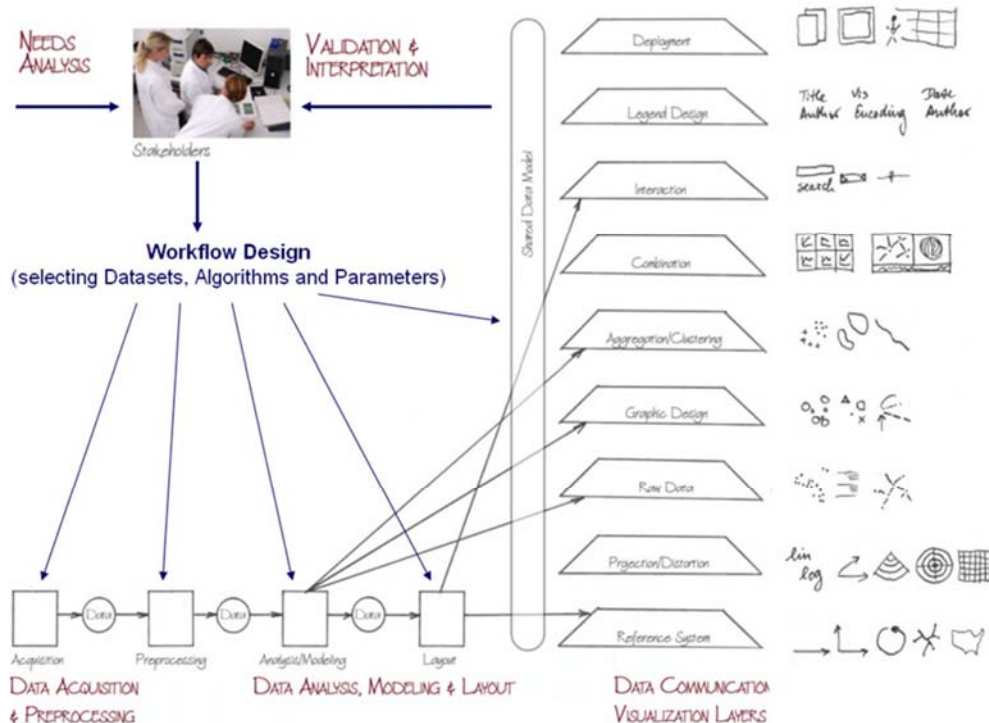 NEEDS
ANALYSIS
VALIDATION &
INTERPRETATION
Stakeholders
Workflow Design
(selecting Datasets, Algorithms and Parameters)
Data
Data
Data
Acquisition
Preprocessing
Analysis/Modeling
Layout
DATA ACQUISITION
& PREPROCESSING
DATA ANALYSIS, MODELING & LAYOUT
Shared Data Model
Deployment
Legend Design
Title Vis Date
Author Encoding Author
Interaction
search
Combination
Aggregation/Clustering
Graphic Design
Raw Data
Projection/Distortion
lin
log
Reference System
DATA COMMUNICATION
VISUALIZATION LAYERS